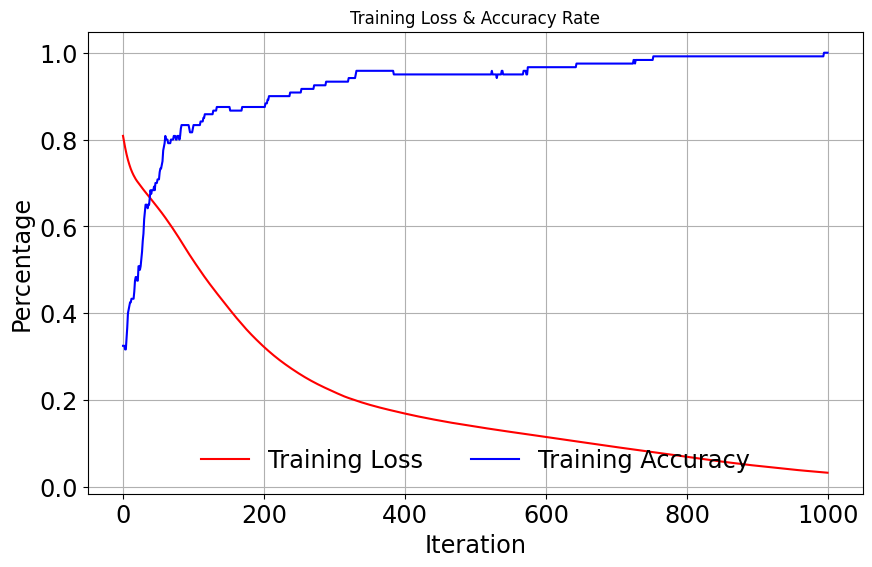 Training Loss & Accuracy Rate
1.0
0.8
0.6
0.4
0.2
0.0
Percentage
Training Loss
Training Accuracy
0 200 400 600 800 1000
Iteration